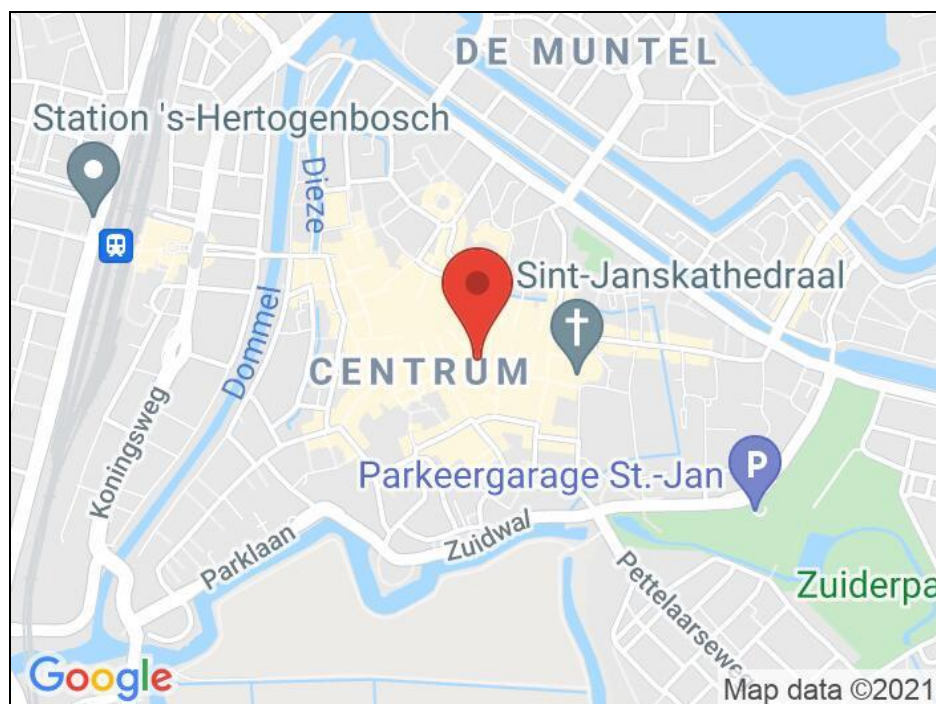 DE MUNTEL
Station 's-Hertogenbosch
Dieze
Sint-Janskathedraal
Dommel
CENTRUM
Koningsweg
Parkeergarage St.-Jan
P
Zuidwal
Parklaan
Pettelaarseweg
Zuiderpa
Google
Map data ©2021